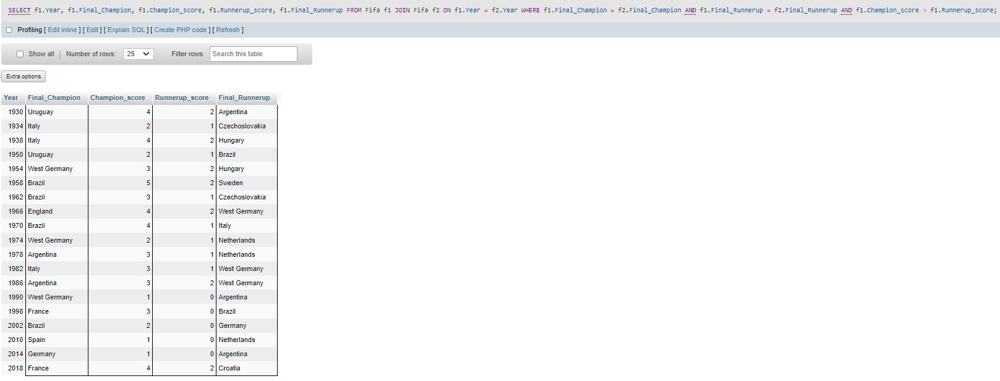 SELECT f1.Year, f1.Final_Champion, f1.Champion_score, f1.Runnerup_score, f1.Final_Runnerup FROM Fifa f1 JOIN Fifa f2 ON f1.Year = f2.Year WHERE f1.Final_Champion = f2.Final_Champion AND f1.Final_Runnerup = f2.Final_Runnerup AND f1.Champion_score > f1.Runnerup_score;
Profiling [ Edit inline ] [ Edit ] [ Explain SQL ] [ Create PHP code ] [ Refresh ]
Show all | Number of rows: 25 Filter rows: Search this table
Extra options
Year Final_Champion Champion_score Runnerup_score Final_Runnerup
1930 Uruguay 4 2 Argentina
1934 Italy 2 1 Czechoslovakia
1938 Italy 4 2 Hungary
1950 Uruguay 2 1 Brazil
1954 West Germany 3 2 Hungary
1958 Brazil 5 2 Sweden
1962 Brazil 3 1 Czechoslovakia
1966 England 4 2 West Germany
1970 Brazil 4 1 Italy
1974 West Germany 2 1 Netherlands
1978 Argentina 3 1 Netherlands
1982 Italy 3 1 West Germany
1986 Argentina 3 2 West Germany
1990 West Germany 1 0 Argentina
1998 France 3 0 Brazil
2002 Brazil 2 0 Germany
2010 Spain 1 0 Netherlands
2014 Germany 1 0 Argentina
2018 France 4 2 Croatia